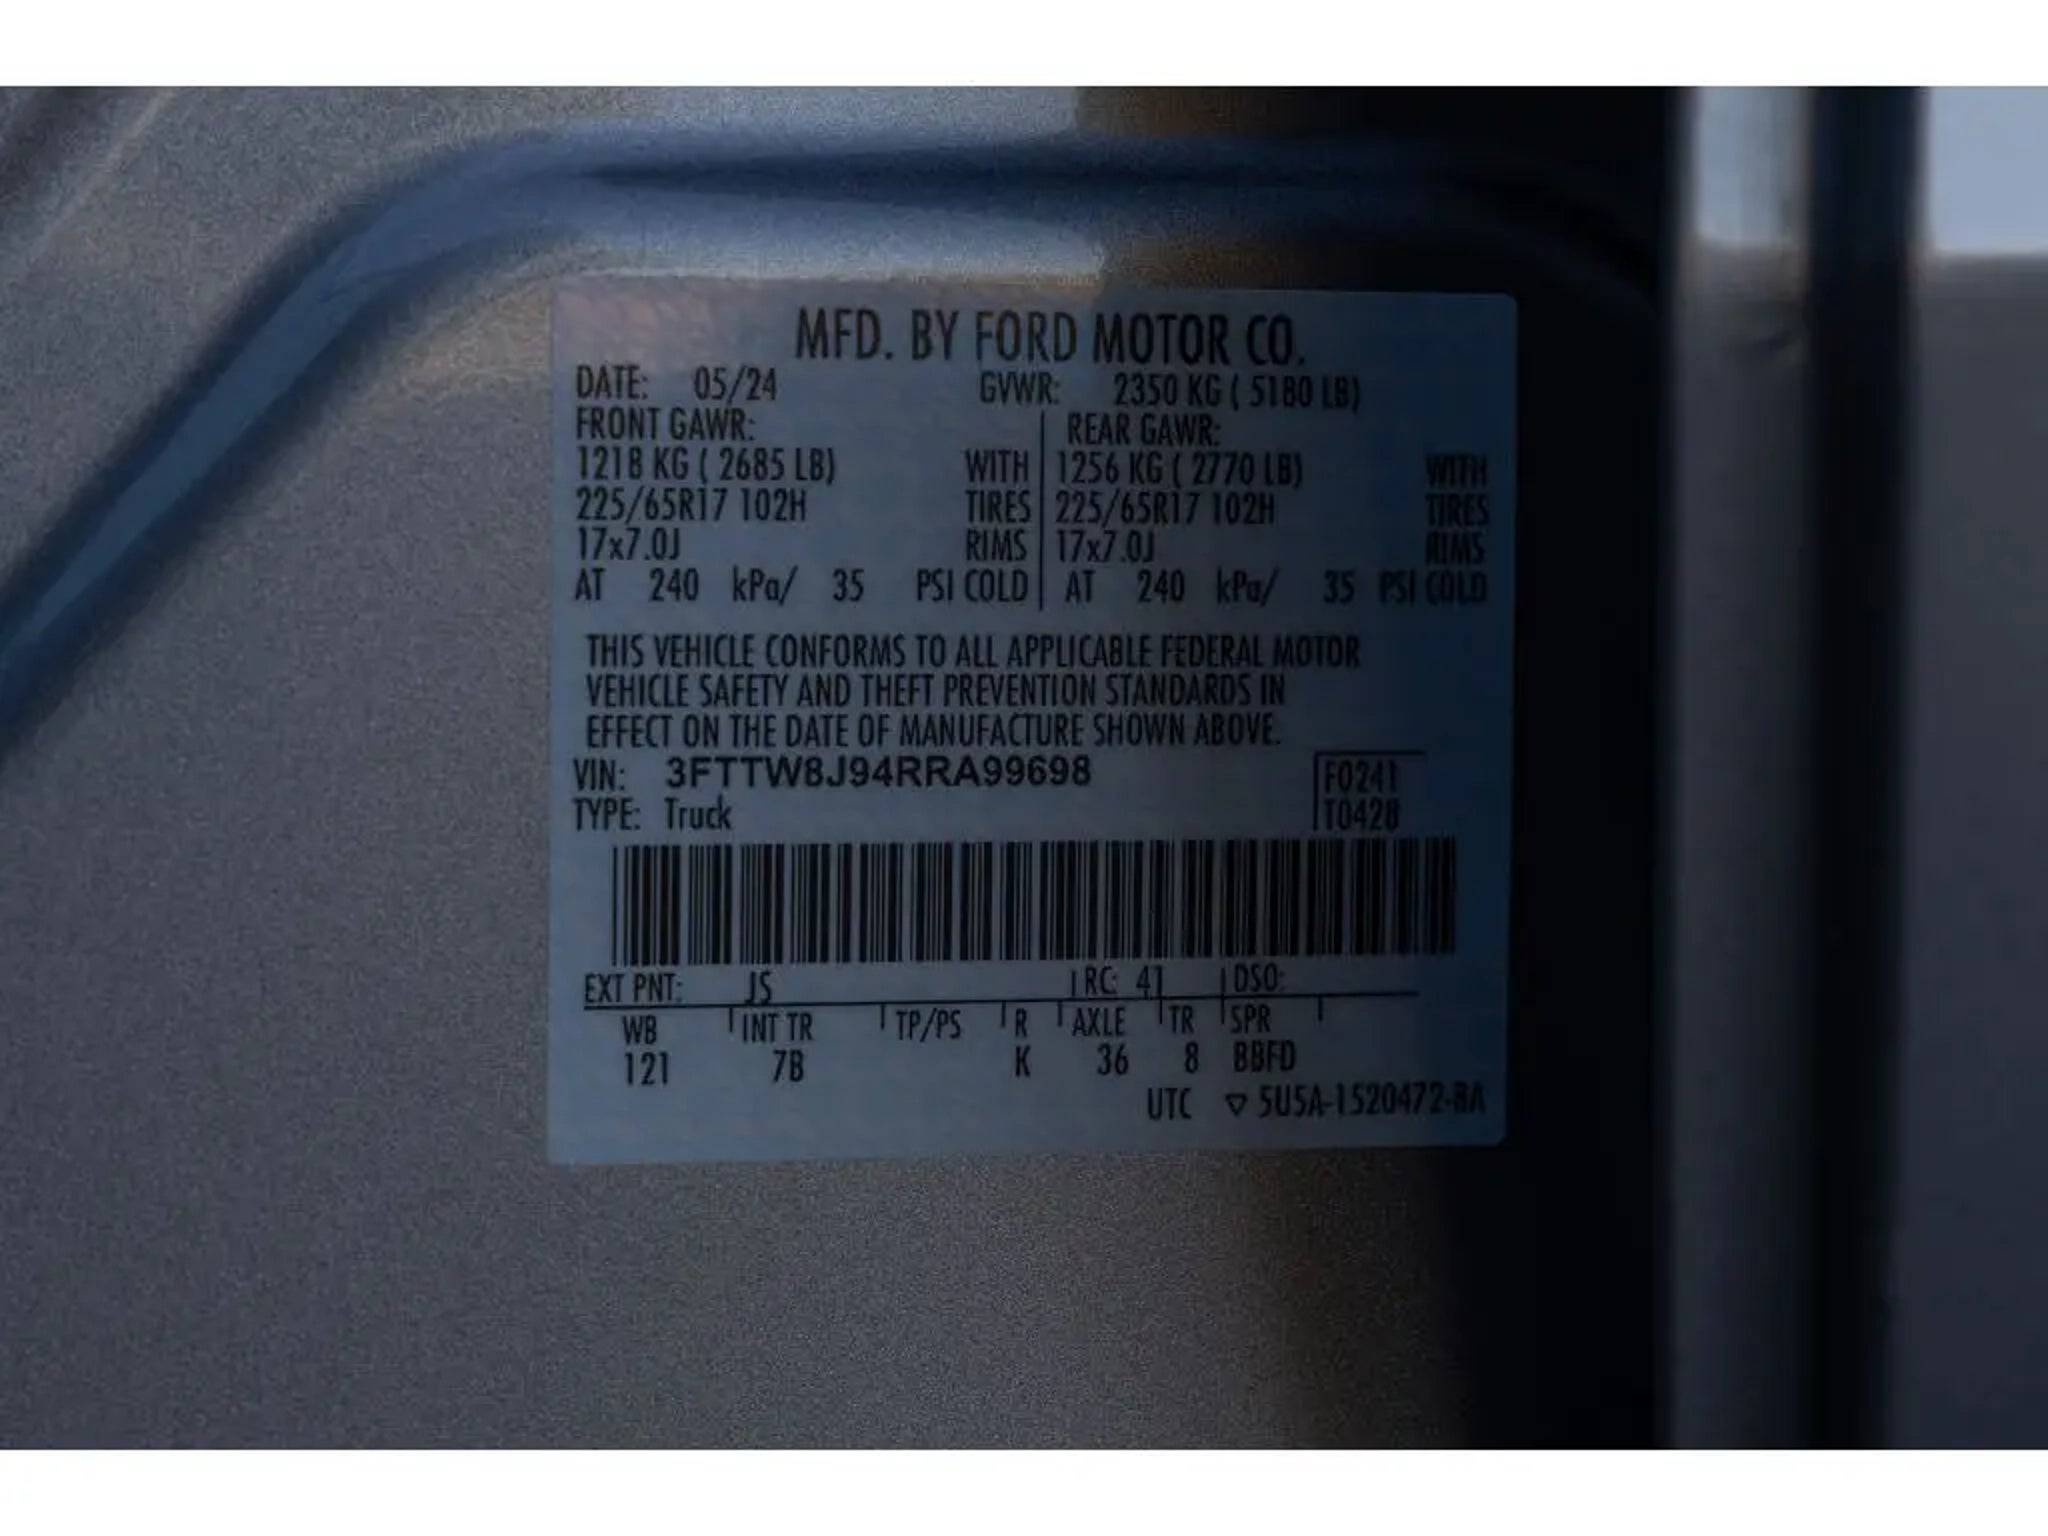 MFD. BY FORD MOTOR CO.
DATE: 05/24 GVWR: 2350 KG ( 5180 LB)
FRONT GAWR: REAR GAWR:
1218 KG ( 2685 LB) WITH 1256 KG ( 2770 LB) WITH
225/65R17 102H TIRES 225/65R17 102H TIRES
17x7.0J RIMS 17x7.0J RIMS
AT 240 kPa/ 35 PSI COLD AT 240 kPa/ 35 PSI COLD
THIS VEHICLE CONFORMS TO ALL APPLICABLE FEDERAL MOTOR
VEHICLE SAFETY AND THEFT PREVENTION STANDARDS IN
EFFECT ON THE DATE OF MANUFACTURE SHOWN ABOVE.
VIN: 3FTTW8J94RRA99698 F0241
TYPE: Truck T0428
EXT PNT: JS RC: 41 DSO:
WB INT TR TP/PS R AXLE TR SPR
121 7B K 36 8 BBFD
UTC ▽ 5U5A-1520472-BA